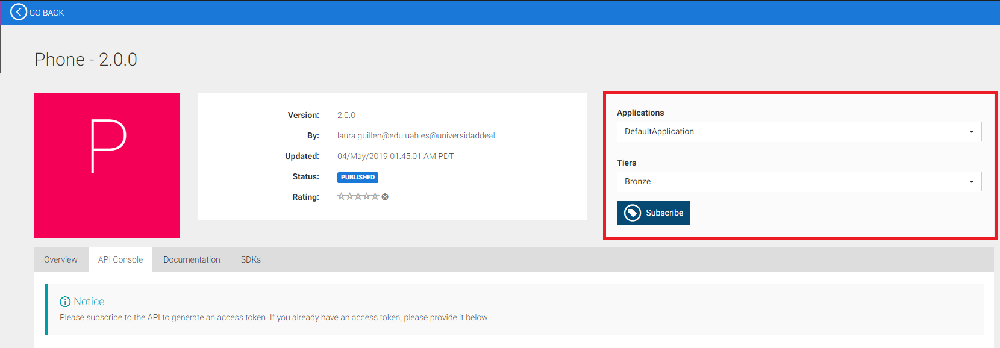 GO BACK
Phone - 2.0.0
P
Version: 2.0.0
By: laura.guillen@edu.uah.es@universidaddeal
Updated: 04/May/2019 01:45:01 AM PDT
Status: PUBLISHED
Rating:
Applications
DefaultApplication
Tiers
Bronze
Subscribe
Overview API Console Documentation SDKs
Notice
Please subscribe to the API to generate an access token. If you already have an access token, please provide it below.